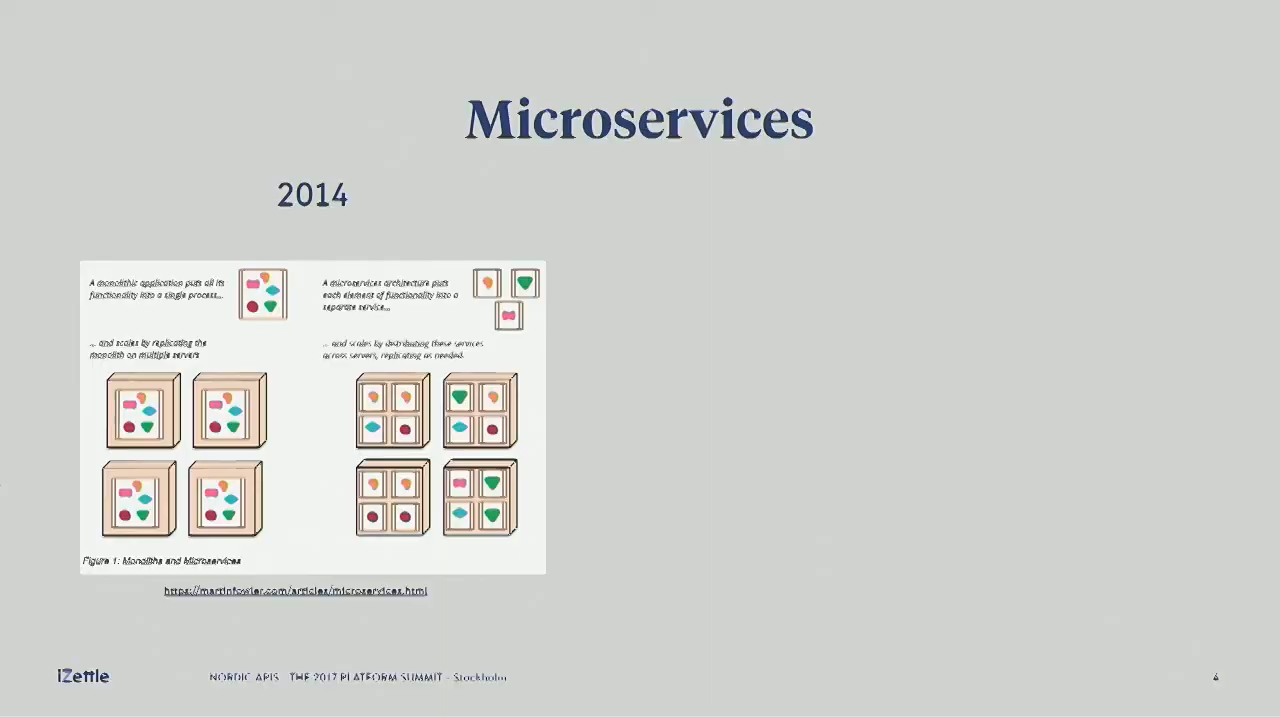 Microservices
2014
A monolithic application puts all its
functionality into a single process...
A microservices architecture puts
each element of functionality into a
separate service...
... and scales by replicating the
monolith on multiple servers
... and scales by distributing these services
across servers, replicating as needed.
Figure 1: Monoliths and Microservices
https://martinfowler.com/articles/microservices.html
iZettle
NORDIC APIS - THE 2017 PLATFORM SUMMIT - Stockholm
4